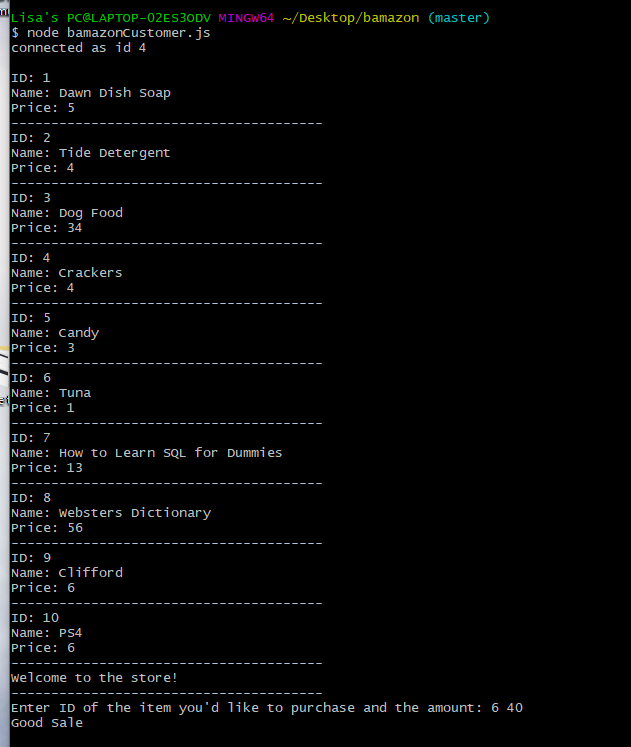 Lisa's PC@LAPTOP-02ES3ODV MINGW64 ~/Desktop/bamazon (master)
$ node bamazonCustomer.js
connected as id 4
ID: 1
Name: Dawn Dish Soap
Price: 5
---------------------------------------
ID: 2
Name: Tide Detergent
Price: 4
---------------------------------------
ID: 3
Name: Dog Food
Price: 34
---------------------------------------
ID: 4
Name: Crackers
Price: 4
---------------------------------------
ID: 5
Name: Candy
Price: 3
---------------------------------------
ID: 6
Name: Tuna
Price: 1
---------------------------------------
ID: 7
Name: How to Learn SQL for Dummies
Price: 13
---------------------------------------
ID: 8
Name: Websters Dictionary
Price: 56
---------------------------------------
ID: 9
Name: Clifford
Price: 6
---------------------------------------
ID: 10
Name: PS4
Price: 6
---------------------------------------
Welcome to the store!
---------------------------------------
Enter ID of the item you'd like to purchase and the amount: 6 40
Good Sale